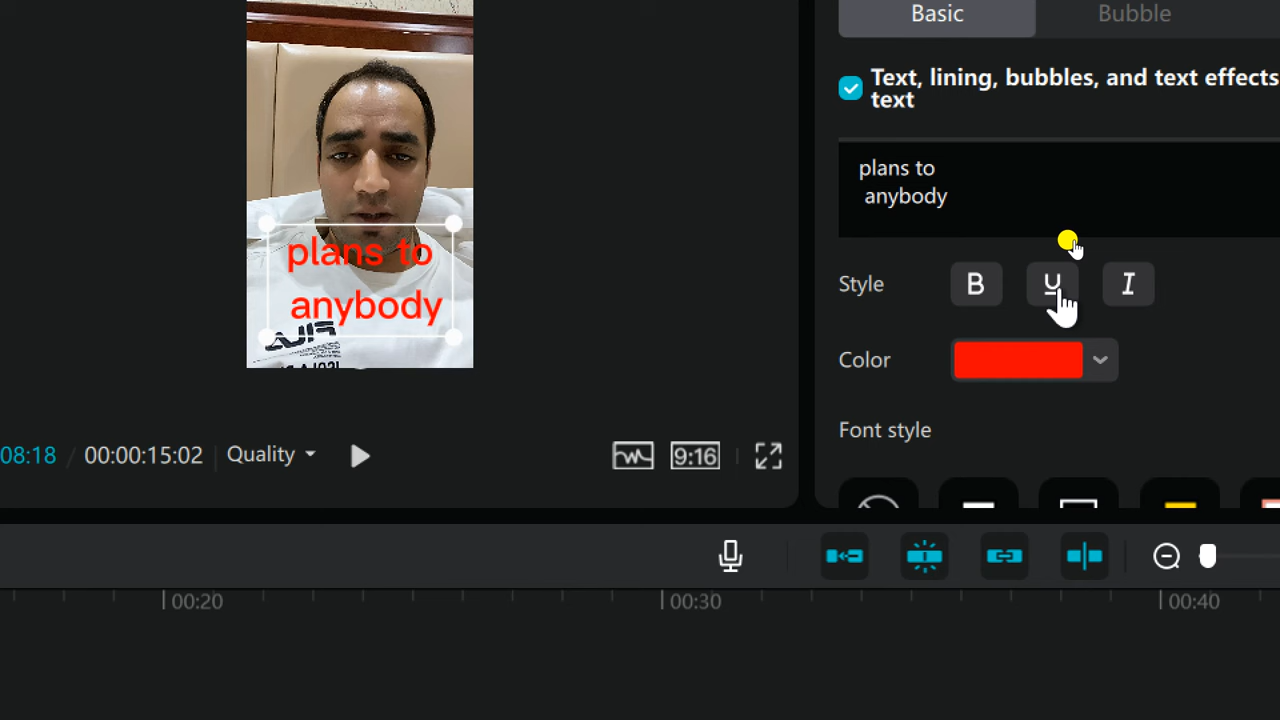 Basic
Bubble
Text, lining, bubbles, and text effects
text
plans to
anybody
plans to
anybody
FILA
Style
B U I
Color
Font style
08:18 / 00:00:15:02
Quality
9:16
00:20
00:30
00:40